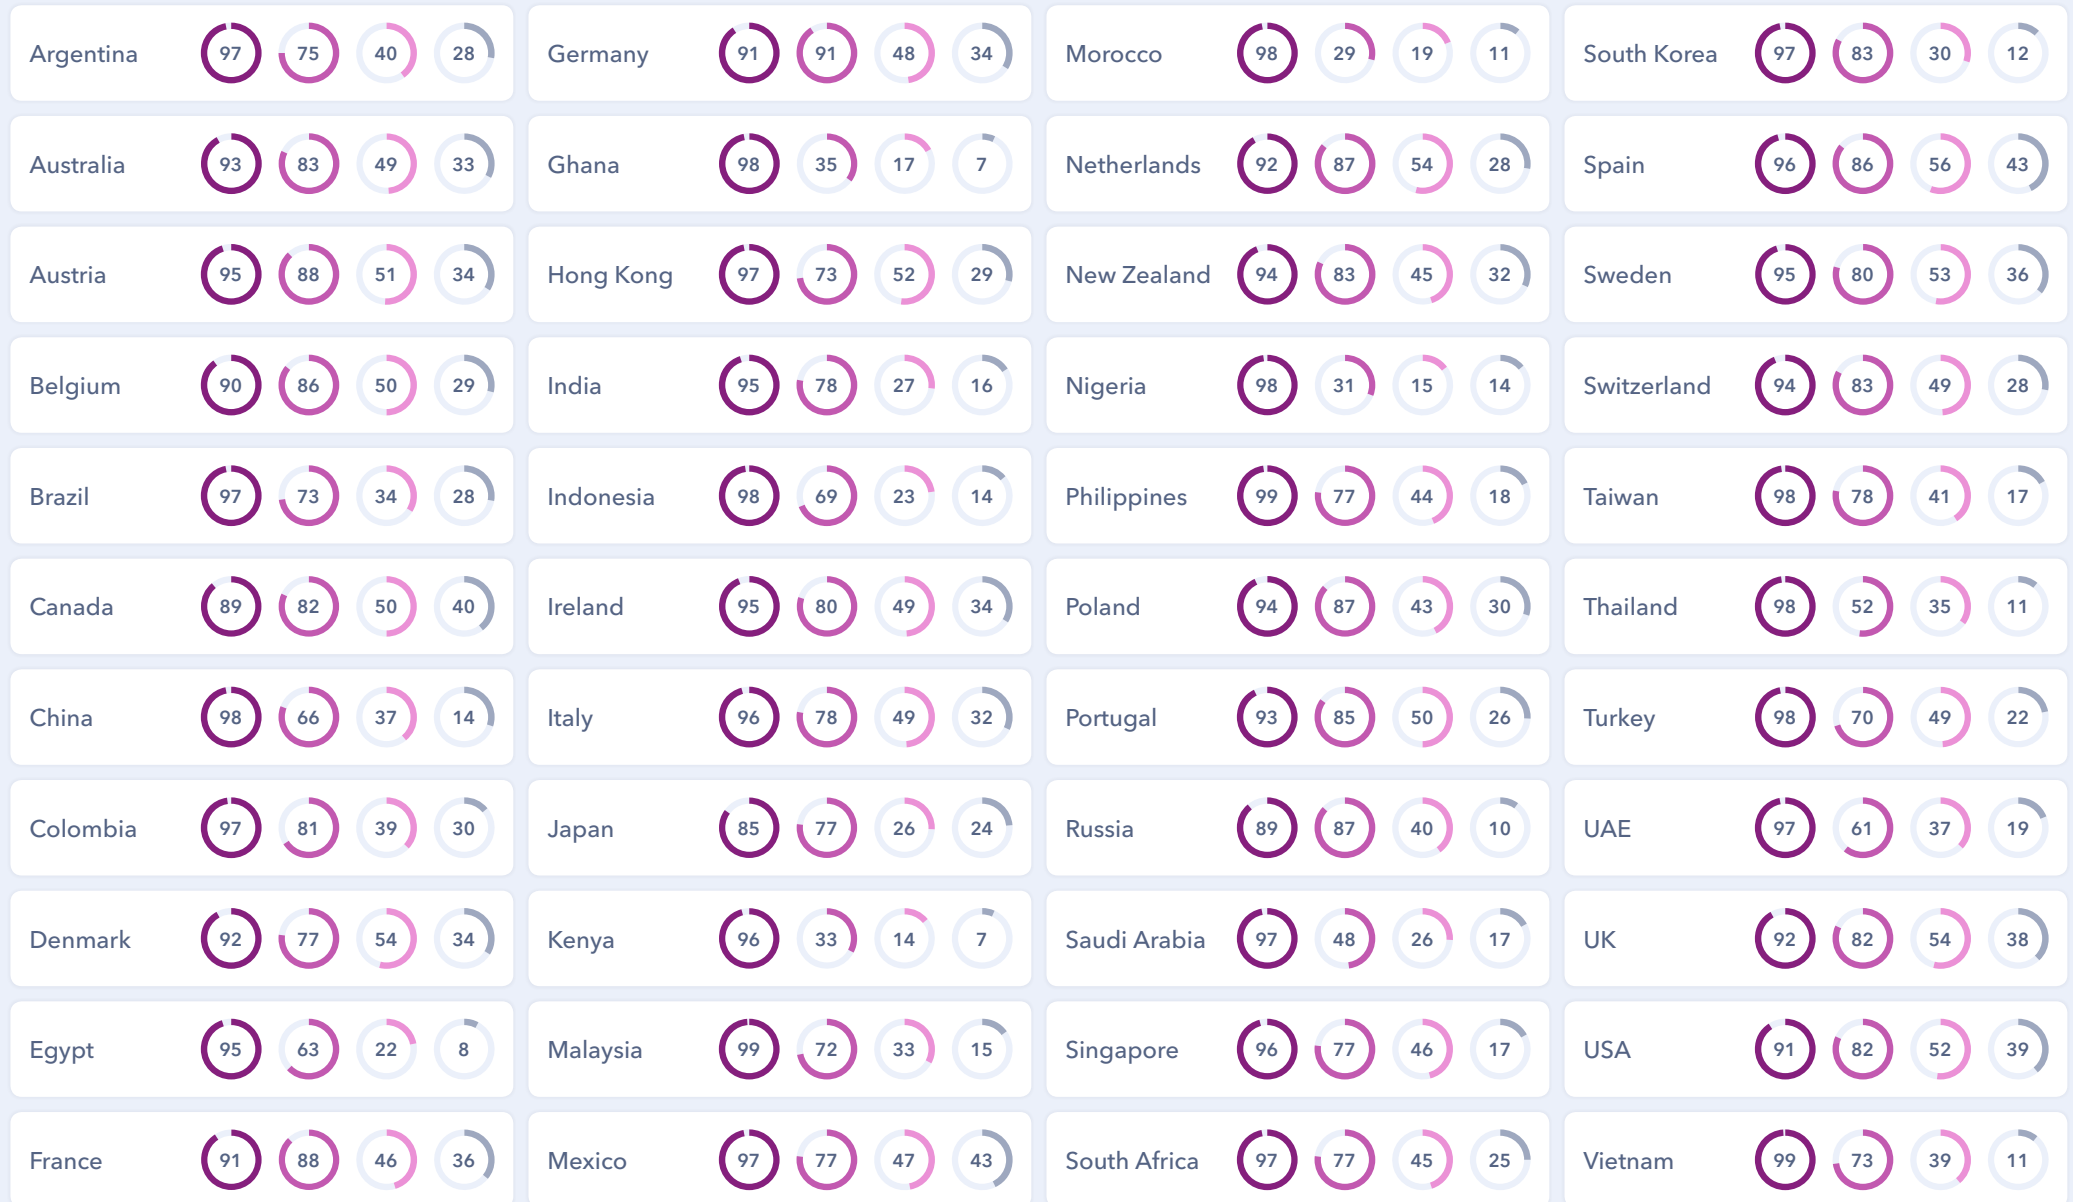 Argentina 97 75 40 28
Germany 91 91 48 34
Morocco 98 29 19 11
South Korea 97 83 30 12
Australia 93 83 49 33
Ghana 98 35 17 7
Netherlands 92 87 54 28
Spain 96 86 56 43
Austria 95 88 51 34
Hong Kong 97 73 52 29
New Zealand 94 83 45 32
Sweden 95 80 53 36
Belgium 90 86 50 29
India 95 78 27 16
Nigeria 98 31 15 14
Switzerland 94 83 49 28
Brazil 97 73 34 28
Indonesia 98 69 23 14
Philippines 99 77 44 18
Taiwan 98 78 41 17
Canada 89 82 50 40
Ireland 95 80 49 34
Poland 94 87 43 30
Thailand 98 52 35 11
China 98 66 37 14
Italy 96 78 49 32
Portugal 93 85 50 26
Turkey 98 70 49 22
Colombia 97 81 39 30
Japan 85 77 26 24
Russia 89 87 40 10
UAE 97 61 37 19
Denmark 92 77 54 34
Kenya 96 33 14 7
Saudi Arabia 97 48 26 17
UK 92 82 54 38
Egypt 95 63 22 8
Malaysia 99 72 33 15
Singapore 96 77 46 17
USA 91 82 52 39
France 91 88 46 36
Mexico 97 77 47 43
South Africa 97 77 45 25
Vietnam 99 73 39 11